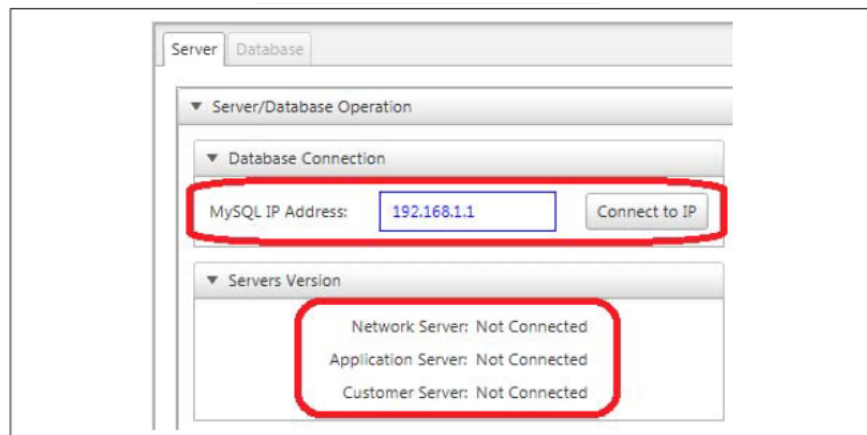 Server Database
Server/Database Operation
Database Connection
MySQL IP Address: 192.168.1.1 Connect to IP
Servers Version
Network Server: Not Connected
Application Server: Not Connected
Customer Server: Not Connected